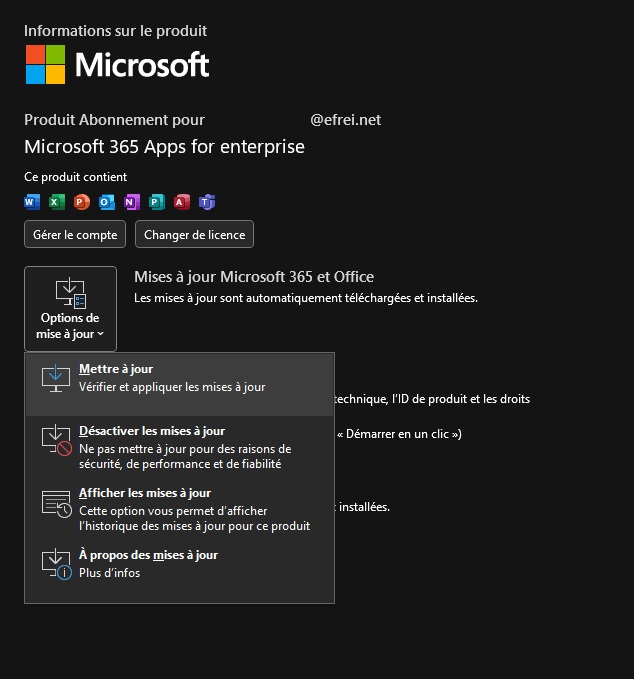 Informations sur le produit
Microsoft
Produit Abonnement pour @efrei.net
Microsoft 365 Apps for enterprise
Ce produit contient
W X P O N P A T
Gérer le compte Changer de licence
Mises à jour Microsoft 365 et Office
Les mises à jour sont automatiquement téléchargées et installées.
Options de
mise à jour
Mettre à jour
Vérifier et appliquer les mises à jour
technique, l’ID de produit et les droits
Désactiver les mises à jour
« Démarrer en un clic »)
Ne pas mettre à jour pour des raisons de
sécurité, de performance et de fiabilité
Afficher les mises à jour
Cette option vous permet d’afficher
installées.
l’historique des mises à jour pour ce produit
À propos des mises à jour
Plus d’infos